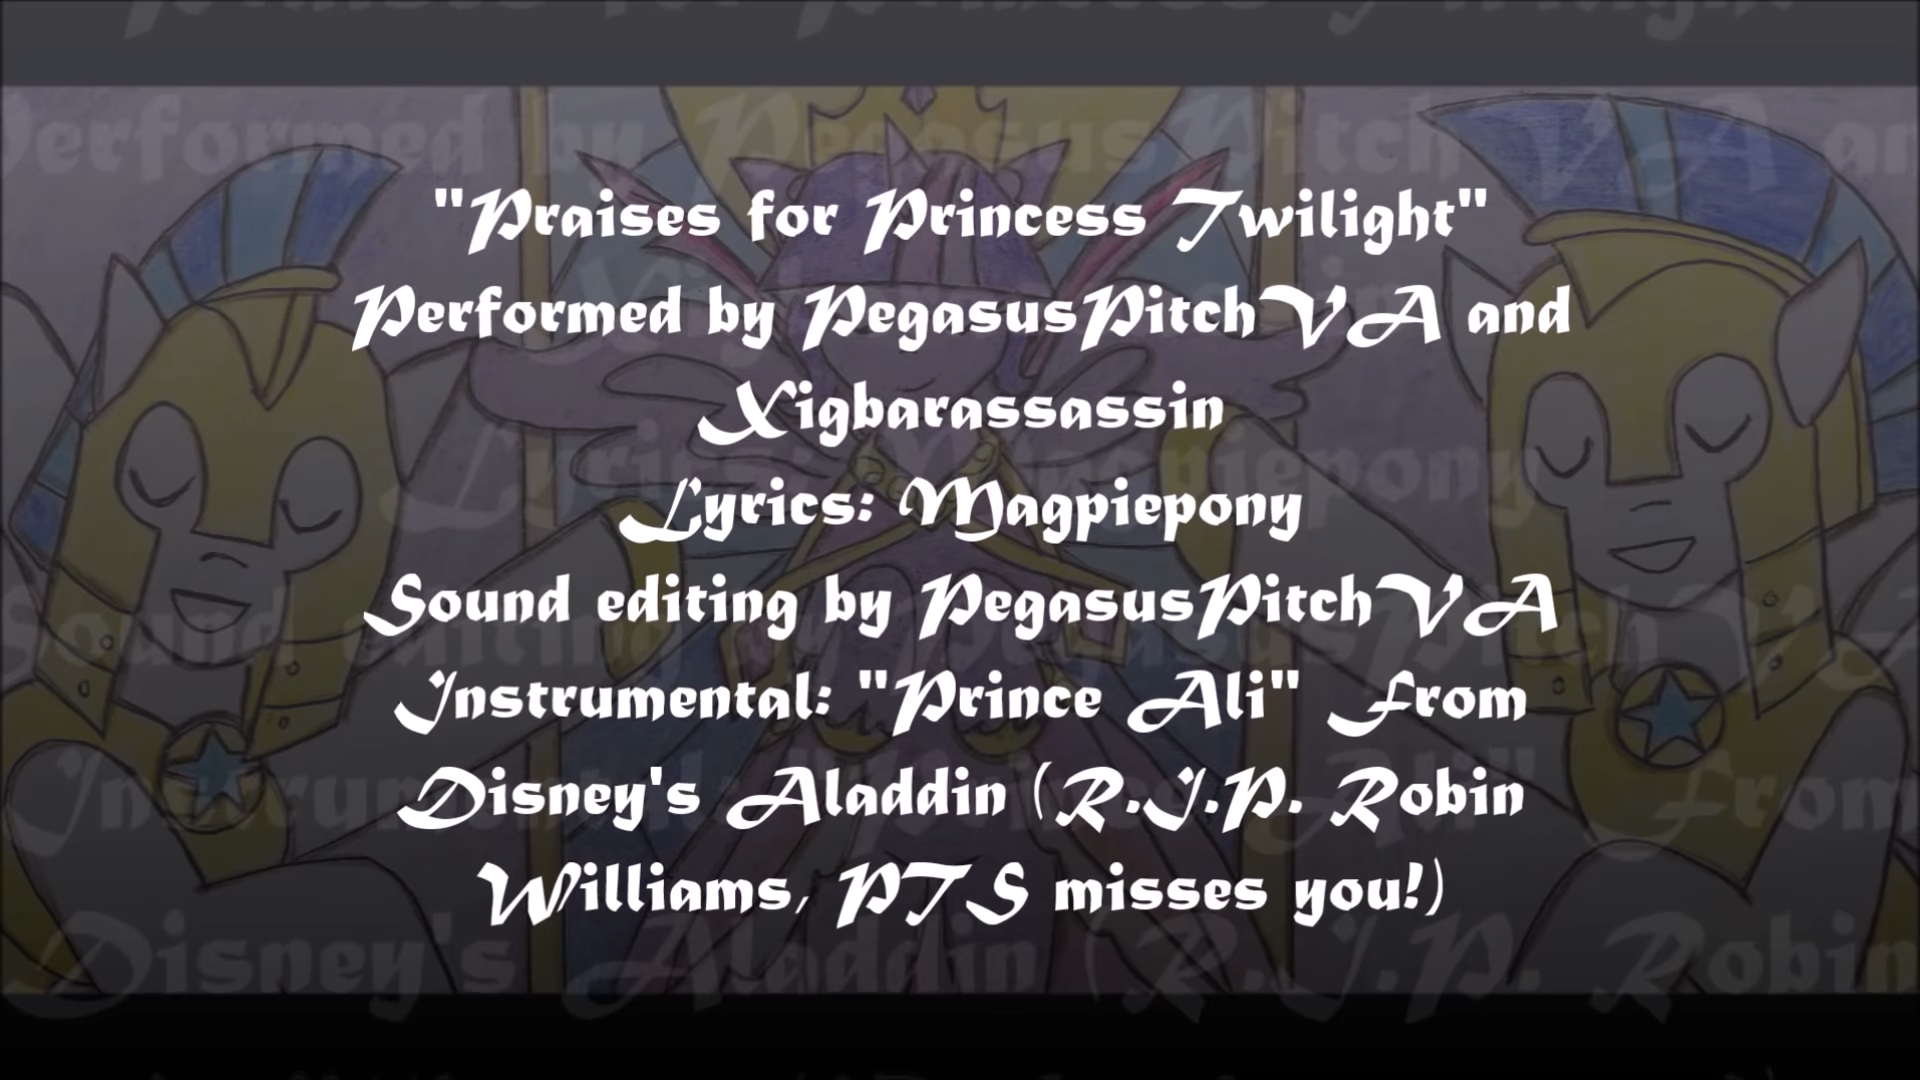 "Praises for Princess Twilight"
Performed by PegasusPitchVA and
Xigbarassassin
Lyrics: Magpiepony
Sound editing by PegasusPitchVA
Instrumental: "Prince Ali" From
Disney's Aladdin (R.I.P. Robin
Williams, PTS misses you!)